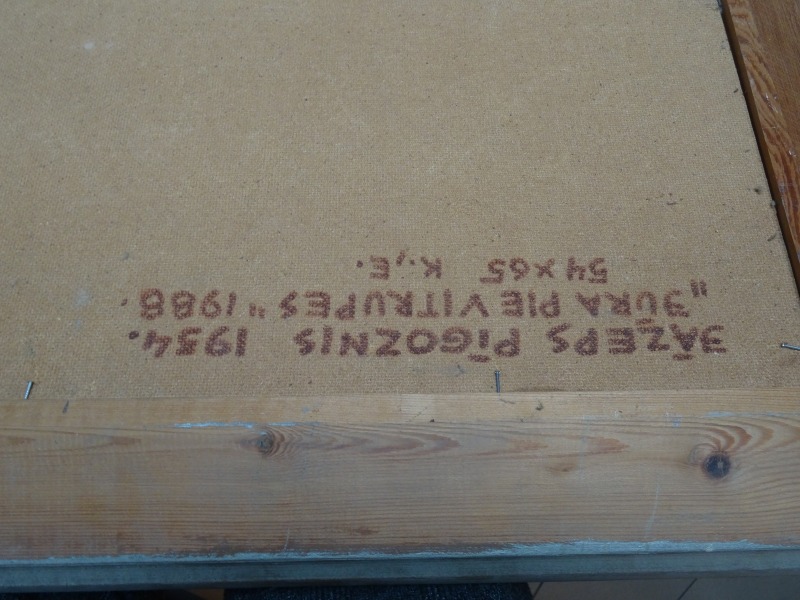 JĀZEPS PĪGOZNIS 1934.
„JŪRA PIE VITRUPES" 1988.
54x65 K,E.